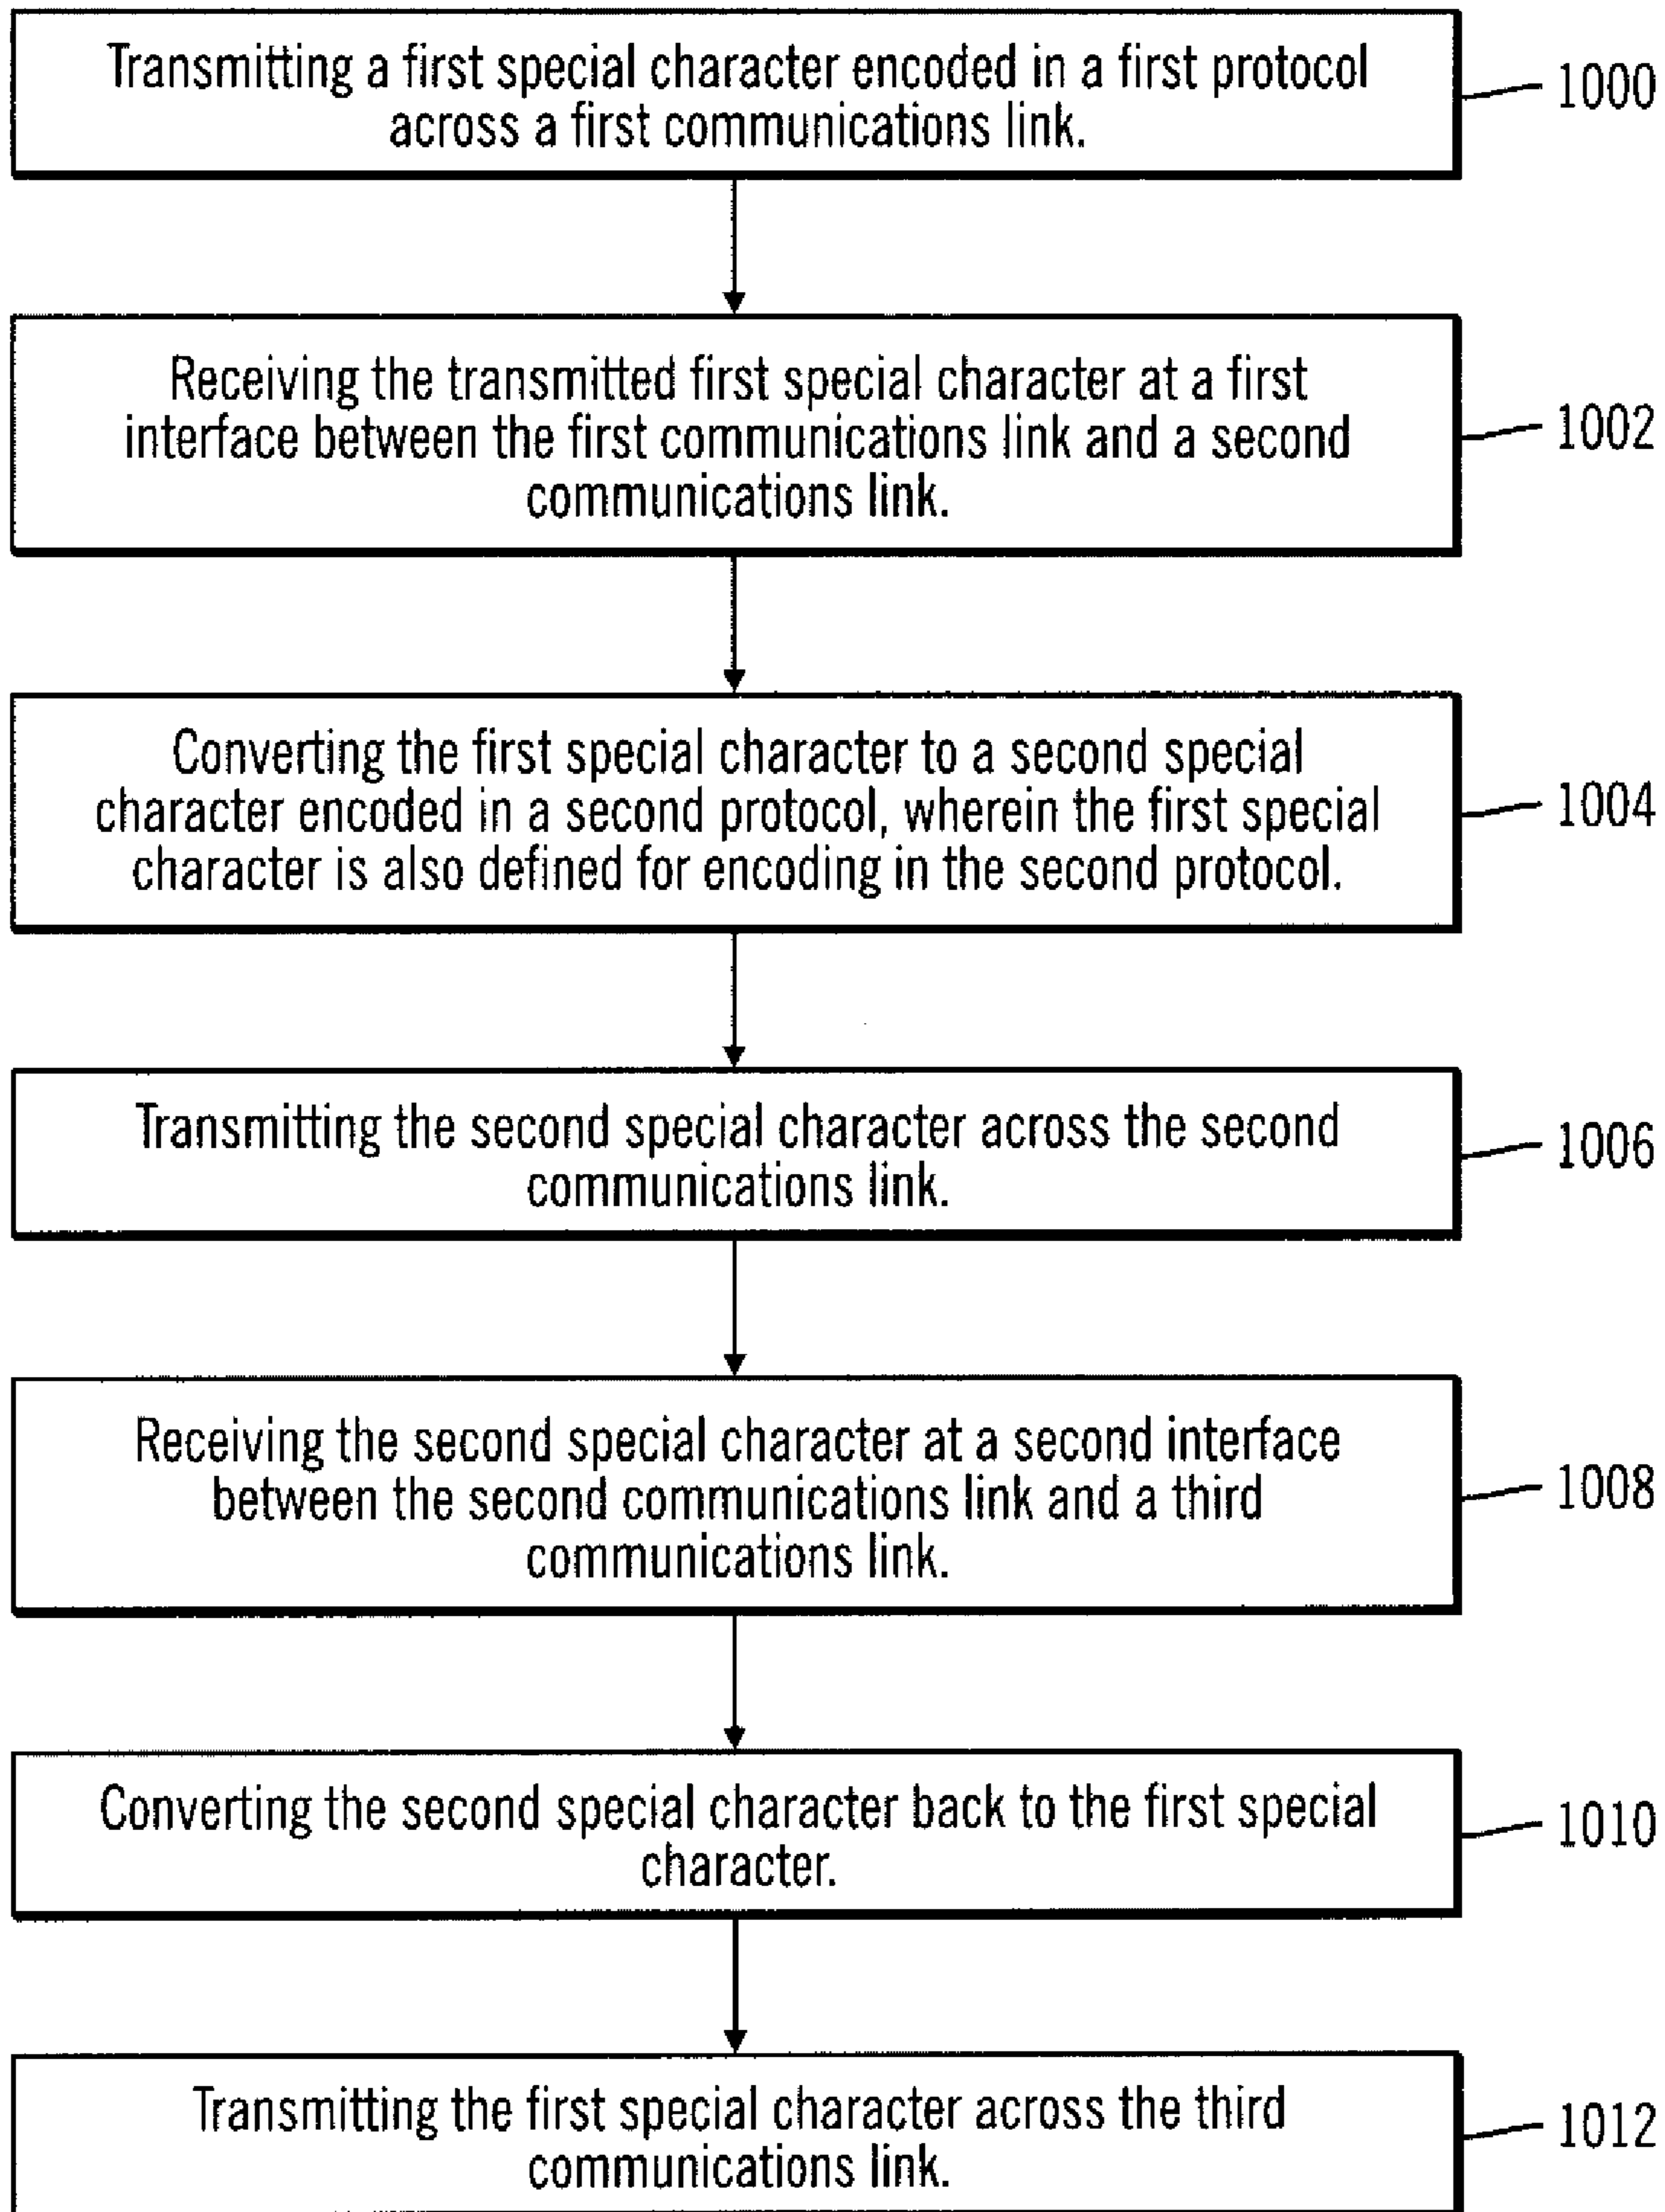 Transmitting a first special character encoded in a first protocol
across a first communications link.
1000
Receiving the transmitted first special character at a first
interface between the first communications link and a second
communications link.
1002
Converting the first special character to a second special
character encoded in a second protocol, wherein the first special
character is also defined for encoding in the second protocol.
1004
Transmitting the second special character across the second
communications link.
1006
Receiving the second special character at a second interface
between the second communications link and a third
communications link.
1008
Converting the second special character back to the first special
character.
1010
Transmitting the first special character across the third
communications link.
1012